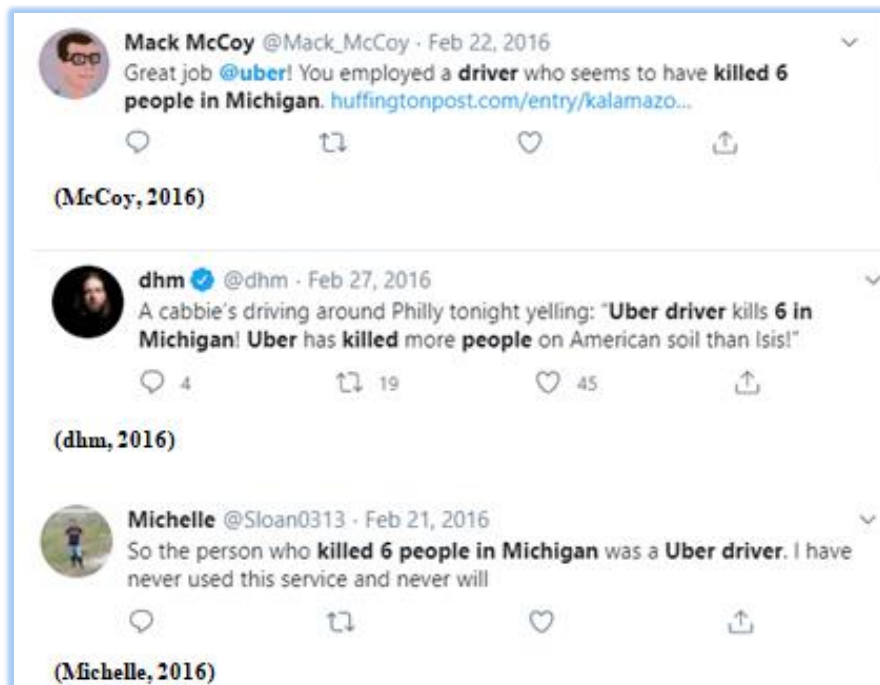 Mack McCoy @Mack_McCoy · Feb 22, 2016
Great job @uber! You employed a driver who seems to have killed 6
people in Michigan. huffingtonpost.com/entry/kalamazo...
(McCoy, 2016)
dhm @dhm · Feb 27, 2016
A cabbie's driving around Philly tonight yelling: “Uber driver kills 6 in
Michigan! Uber has killed more people on American soil than Isis!”
4 19 45
(dhm, 2016)
Michelle @Sloan0313 · Feb 21, 2016
So the person who killed 6 people in Michigan was a Uber driver. I have
never used this service and never will
(Michelle, 2016)